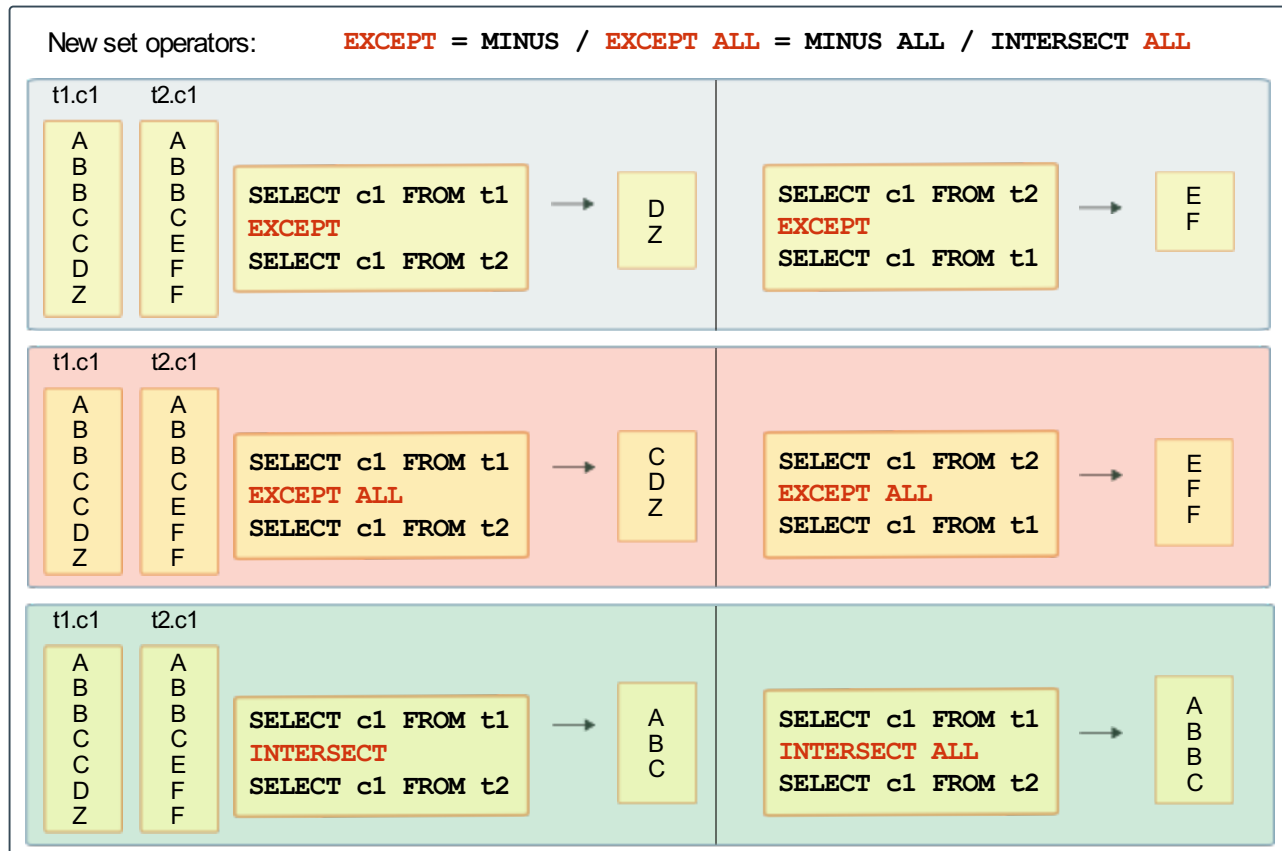 New set operators: EXCEPT = MINUS / EXCEPT ALL = MINUS ALL / INTERSECT ALL
t1.c1 t2.c1
A A
B B
B B
C C
C E
D F
Z F
SELECT c1 FROM t1
EXCEPT
SELECT c1 FROM t2
D
Z
SELECT c1 FROM t2
EXCEPT
SELECT c1 FROM t1
E
F
t1.c1 t2.c1
A A
B B
B B
C C
C E
D F
Z F
SELECT c1 FROM t1
EXCEPT ALL
SELECT c1 FROM t2
C
D
Z
SELECT c1 FROM t2
EXCEPT ALL
SELECT c1 FROM t1
E
F
F
t1.c1 t2.c1
A A
B B
B B
C C
C E
D F
Z F
SELECT c1 FROM t1
INTERSECT
SELECT c1 FROM t2
A
B
C
SELECT c1 FROM t1
INTERSECT ALL
SELECT c1 FROM t2
A
B
B
C